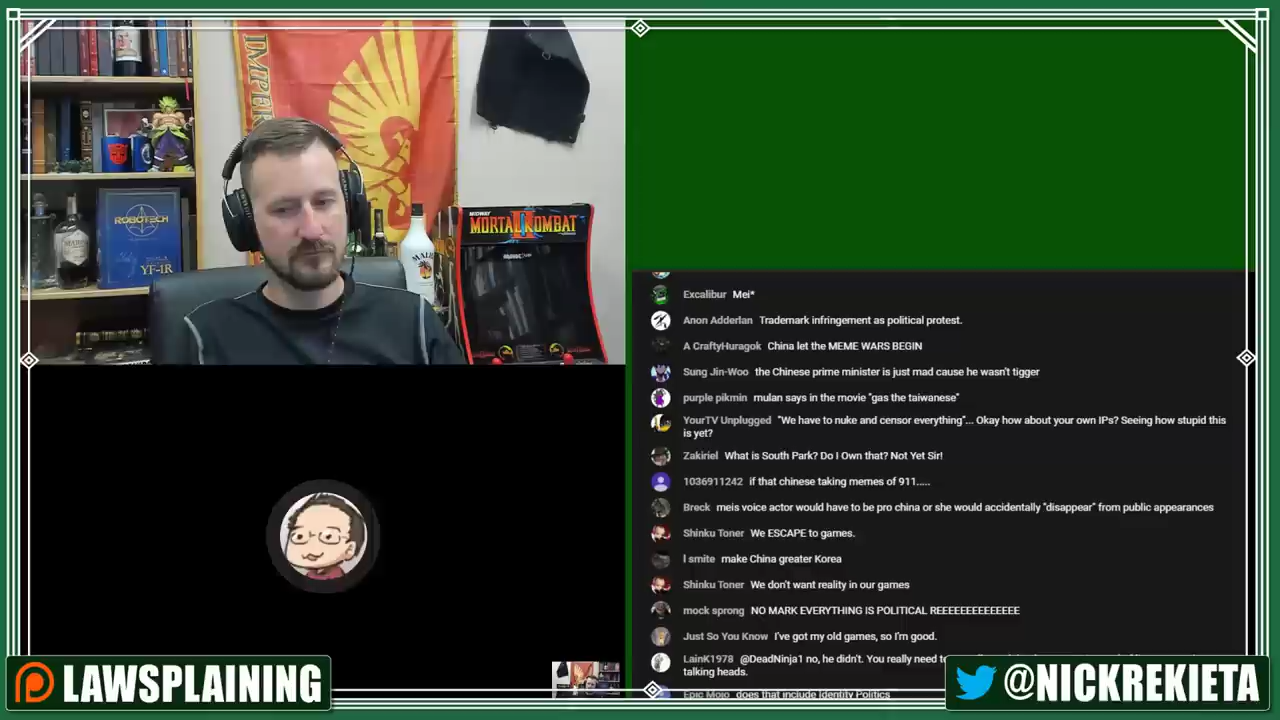 IMPER
ROBOTECH
YF-1R
MALIBU
MIDWAY
MORTAL KOMBAT
II
Excalibur Mei*
Anon Adderlan Trademark infringement as political protest.
A CraftyHuragok China let the MEME WARS BEGIN
Sung Jin-Woo the Chinese prime minister is just mad cause he wasn't tigger
purple pikmin mulan says in the movie "gas the taiwanese"
YourTV Unplugged "We have to nuke and censor everything"... Okay how about your own IPs? Seeing how stupid this
is yet?
Zakiriel What is South Park? Do I Own that? Not Yet Sir!
1036911242 if that chinese taking memes of 911.....
Breck meis voice actor would have to be pro china or she would accidentally "disappear" from public appearances
Shinku Toner We ESCAPE to games.
l smite make China greater Korea
Shinku Toner We don't want reality in our games
mock sprong NO MARK EVERYTHING IS POLITICAL REEEEEEEEEEEEEE
Just So You Know I've got my old games, so I'm good.
LainK1978 @DeadNinja1 no, he didn't. You really need to
talking heads.
Epic Mojo does that include Identity Politics
LAWSPLAINING
@NICKREKIETA